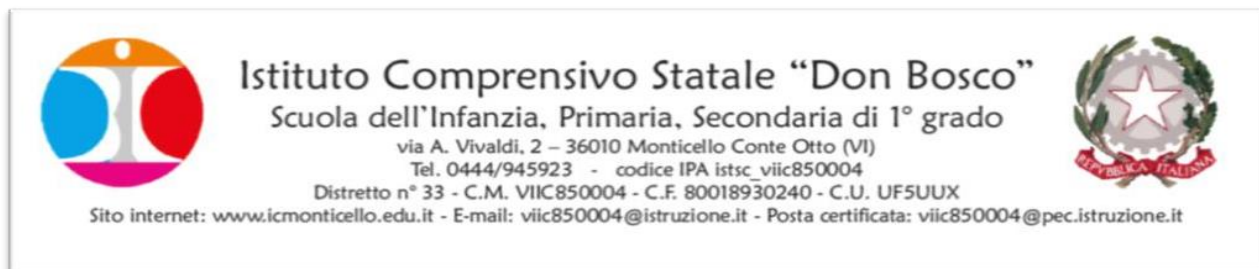 Istituto Comprensivo Statale “Don Bosco”
Scuola dell'Infanzia, Primaria, Secondaria di 1° grado
via A. Vivaldi, 2 – 36010 Monticello Conte Otto (VI)
Tel. 0444/945923 - codice IPA istsc_viic850004
Distretto n° 33 - C.M. VIIC850004 - C.F. 80018930240 - C.U. UF5UUX
Sito internet: www.icmonticello.edu.it - E-mail: viic850004@istruzione.it - Posta certificata: viic850004@pec.istruzione.it
REPVBBLICA ITALIANA